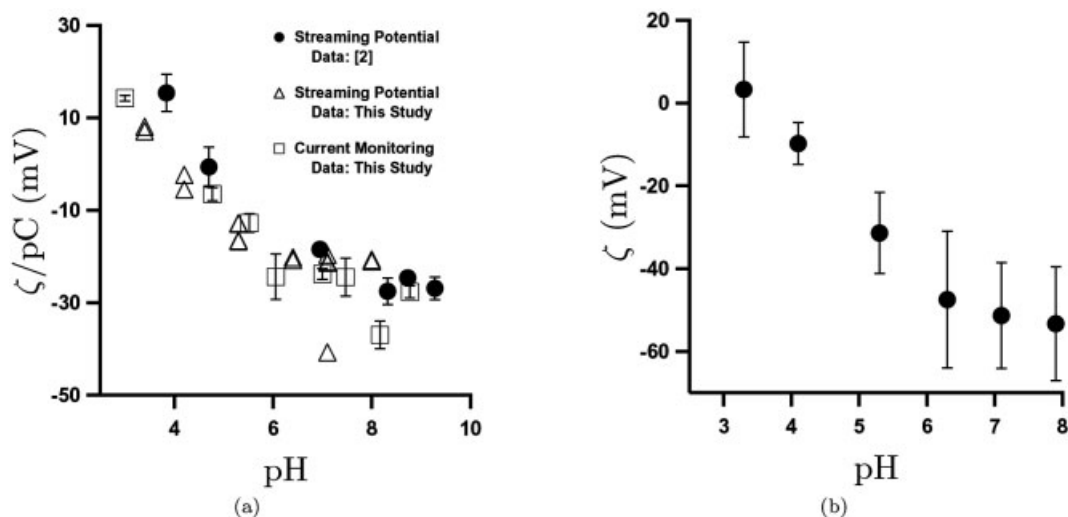 30
10
-10
-30
-50
ζ/pC (mV)
Streaming Potential
Data: [2]
Streaming Potential
Data: This Study
Current Monitoring
Data: This Study
4
6
8
10
pH
(a)
20
0
-20
-40
-60
ζ (mV)
3
4
5
6
7
8
pH
(b)